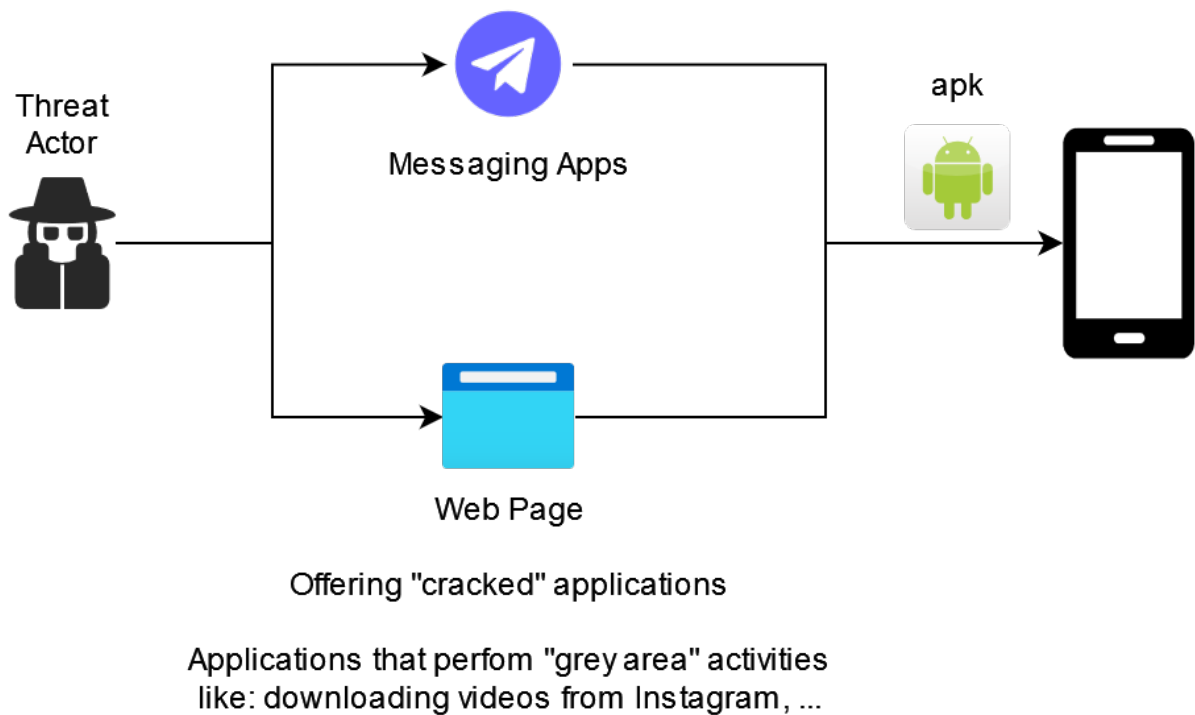 Threat
Actor
Messaging Apps
apk
Web Page
Offering "cracked" applications
Applications that perfom "grey area" activities
like: downloading videos from Instagram, ...